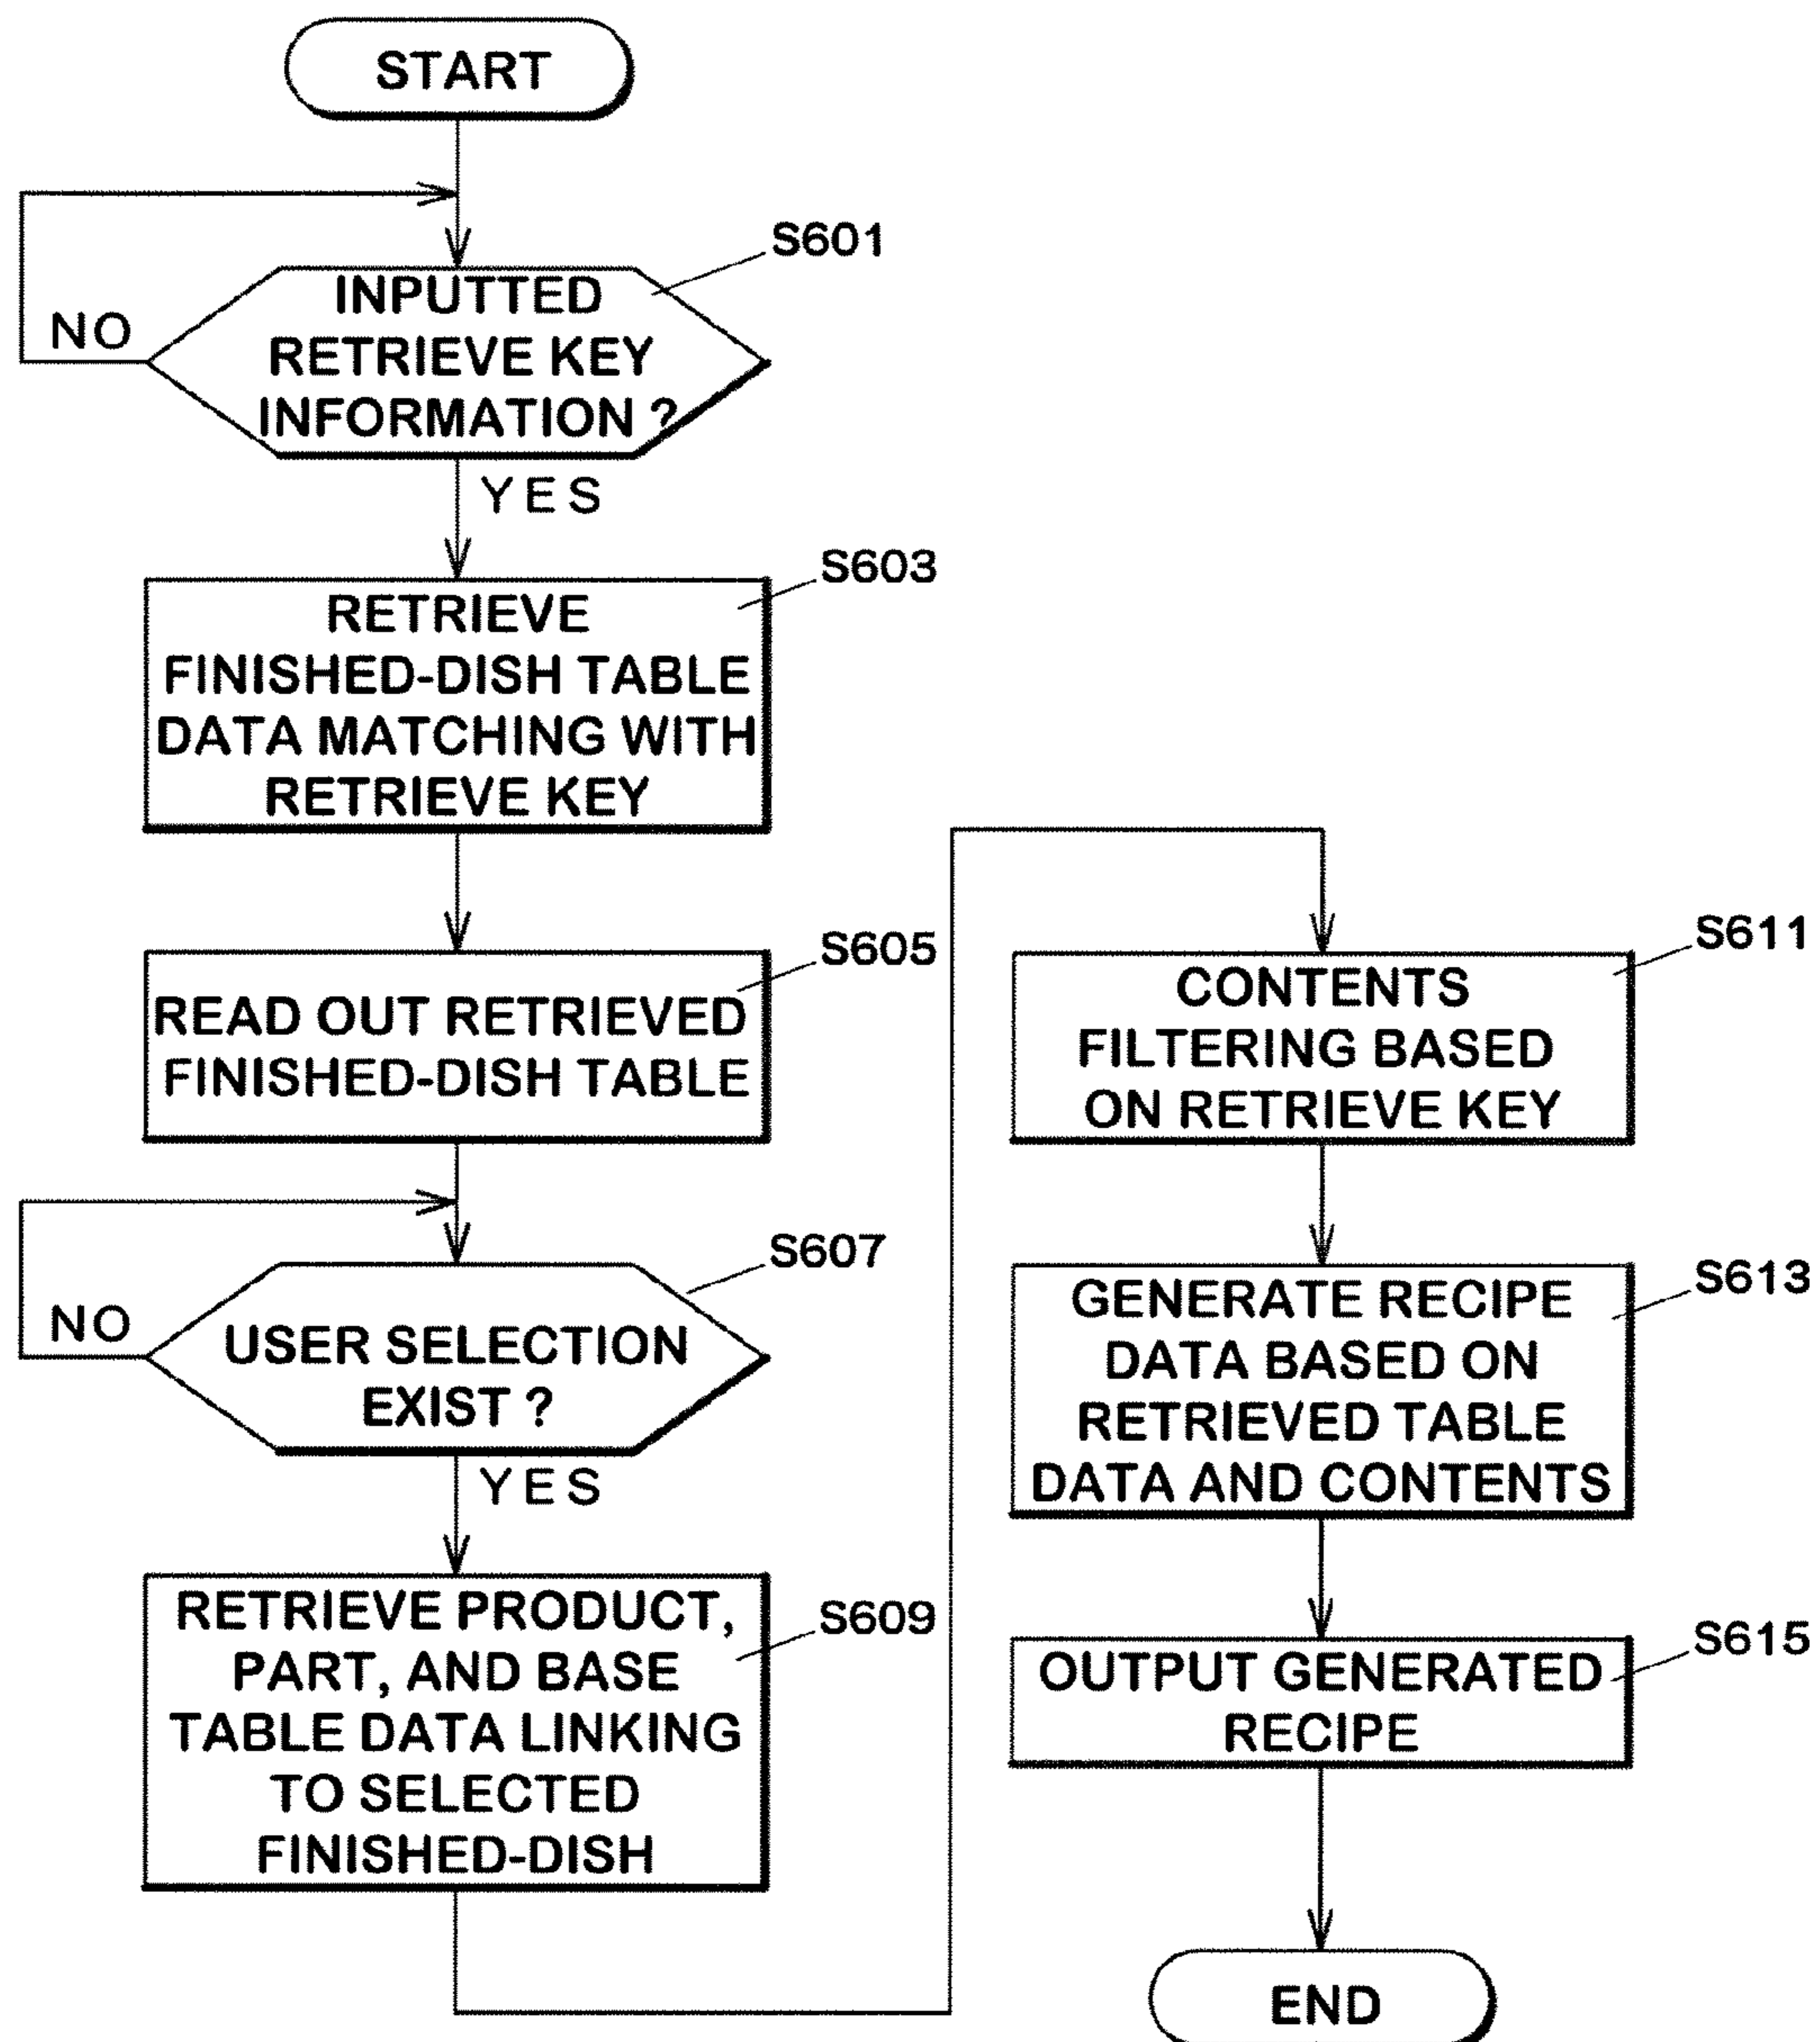 START
S601
INPUTTED
RETRIEVE KEY
INFORMATION ?
NO
YES
S603
RETRIEVE
FINISHED-DISH TABLE
DATA MATCHING WITH
RETRIEVE KEY
S605
READ OUT RETRIEVED
FINISHED-DISH TABLE
S607
USER SELECTION
EXIST ?
NO
YES
S609
RETRIEVE PRODUCT,
PART, AND BASE
TABLE DATA LINKING
TO SELECTED
FINISHED-DISH
S611
CONTENTS
FILTERING BASED
ON RETRIEVE KEY
S613
GENERATE RECIPE
DATA BASED ON
RETRIEVED TABLE
DATA AND CONTENTS
S615
OUTPUT GENERATED
RECIPE
END